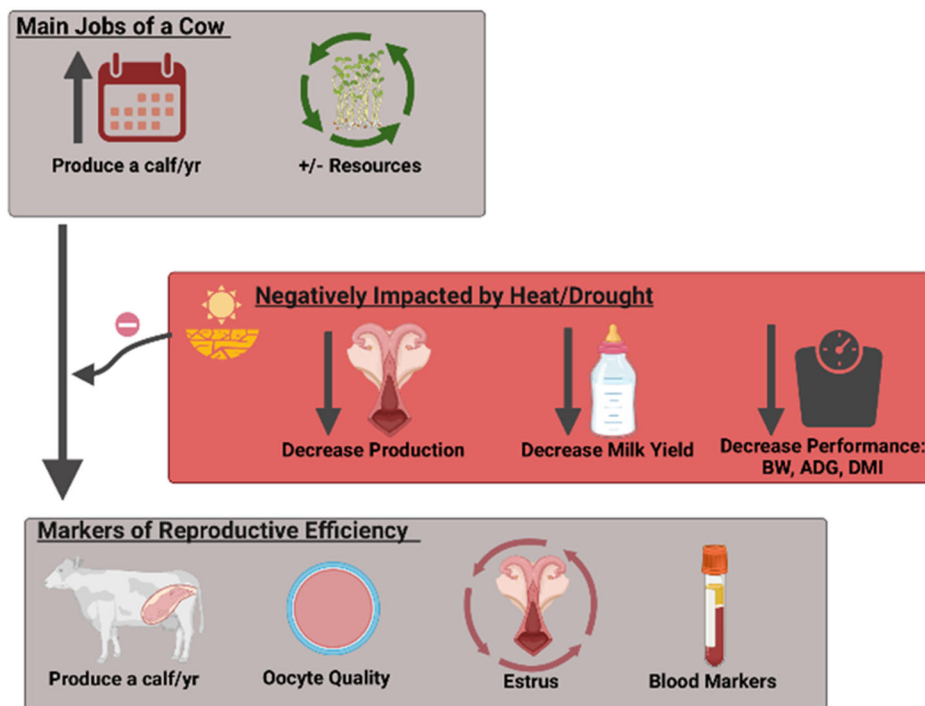 Main Jobs of a Cow
Produce a calf/yr
+/- Resources
Negatively Impacted by Heat/Drought
Decrease Production
Decrease Milk Yield
Decrease Performance:
BW, ADG, DMI
Markers of Reproductive Efficiency
Produce a calf/yr
Oocyte Quality
Estrus
Blood Markers